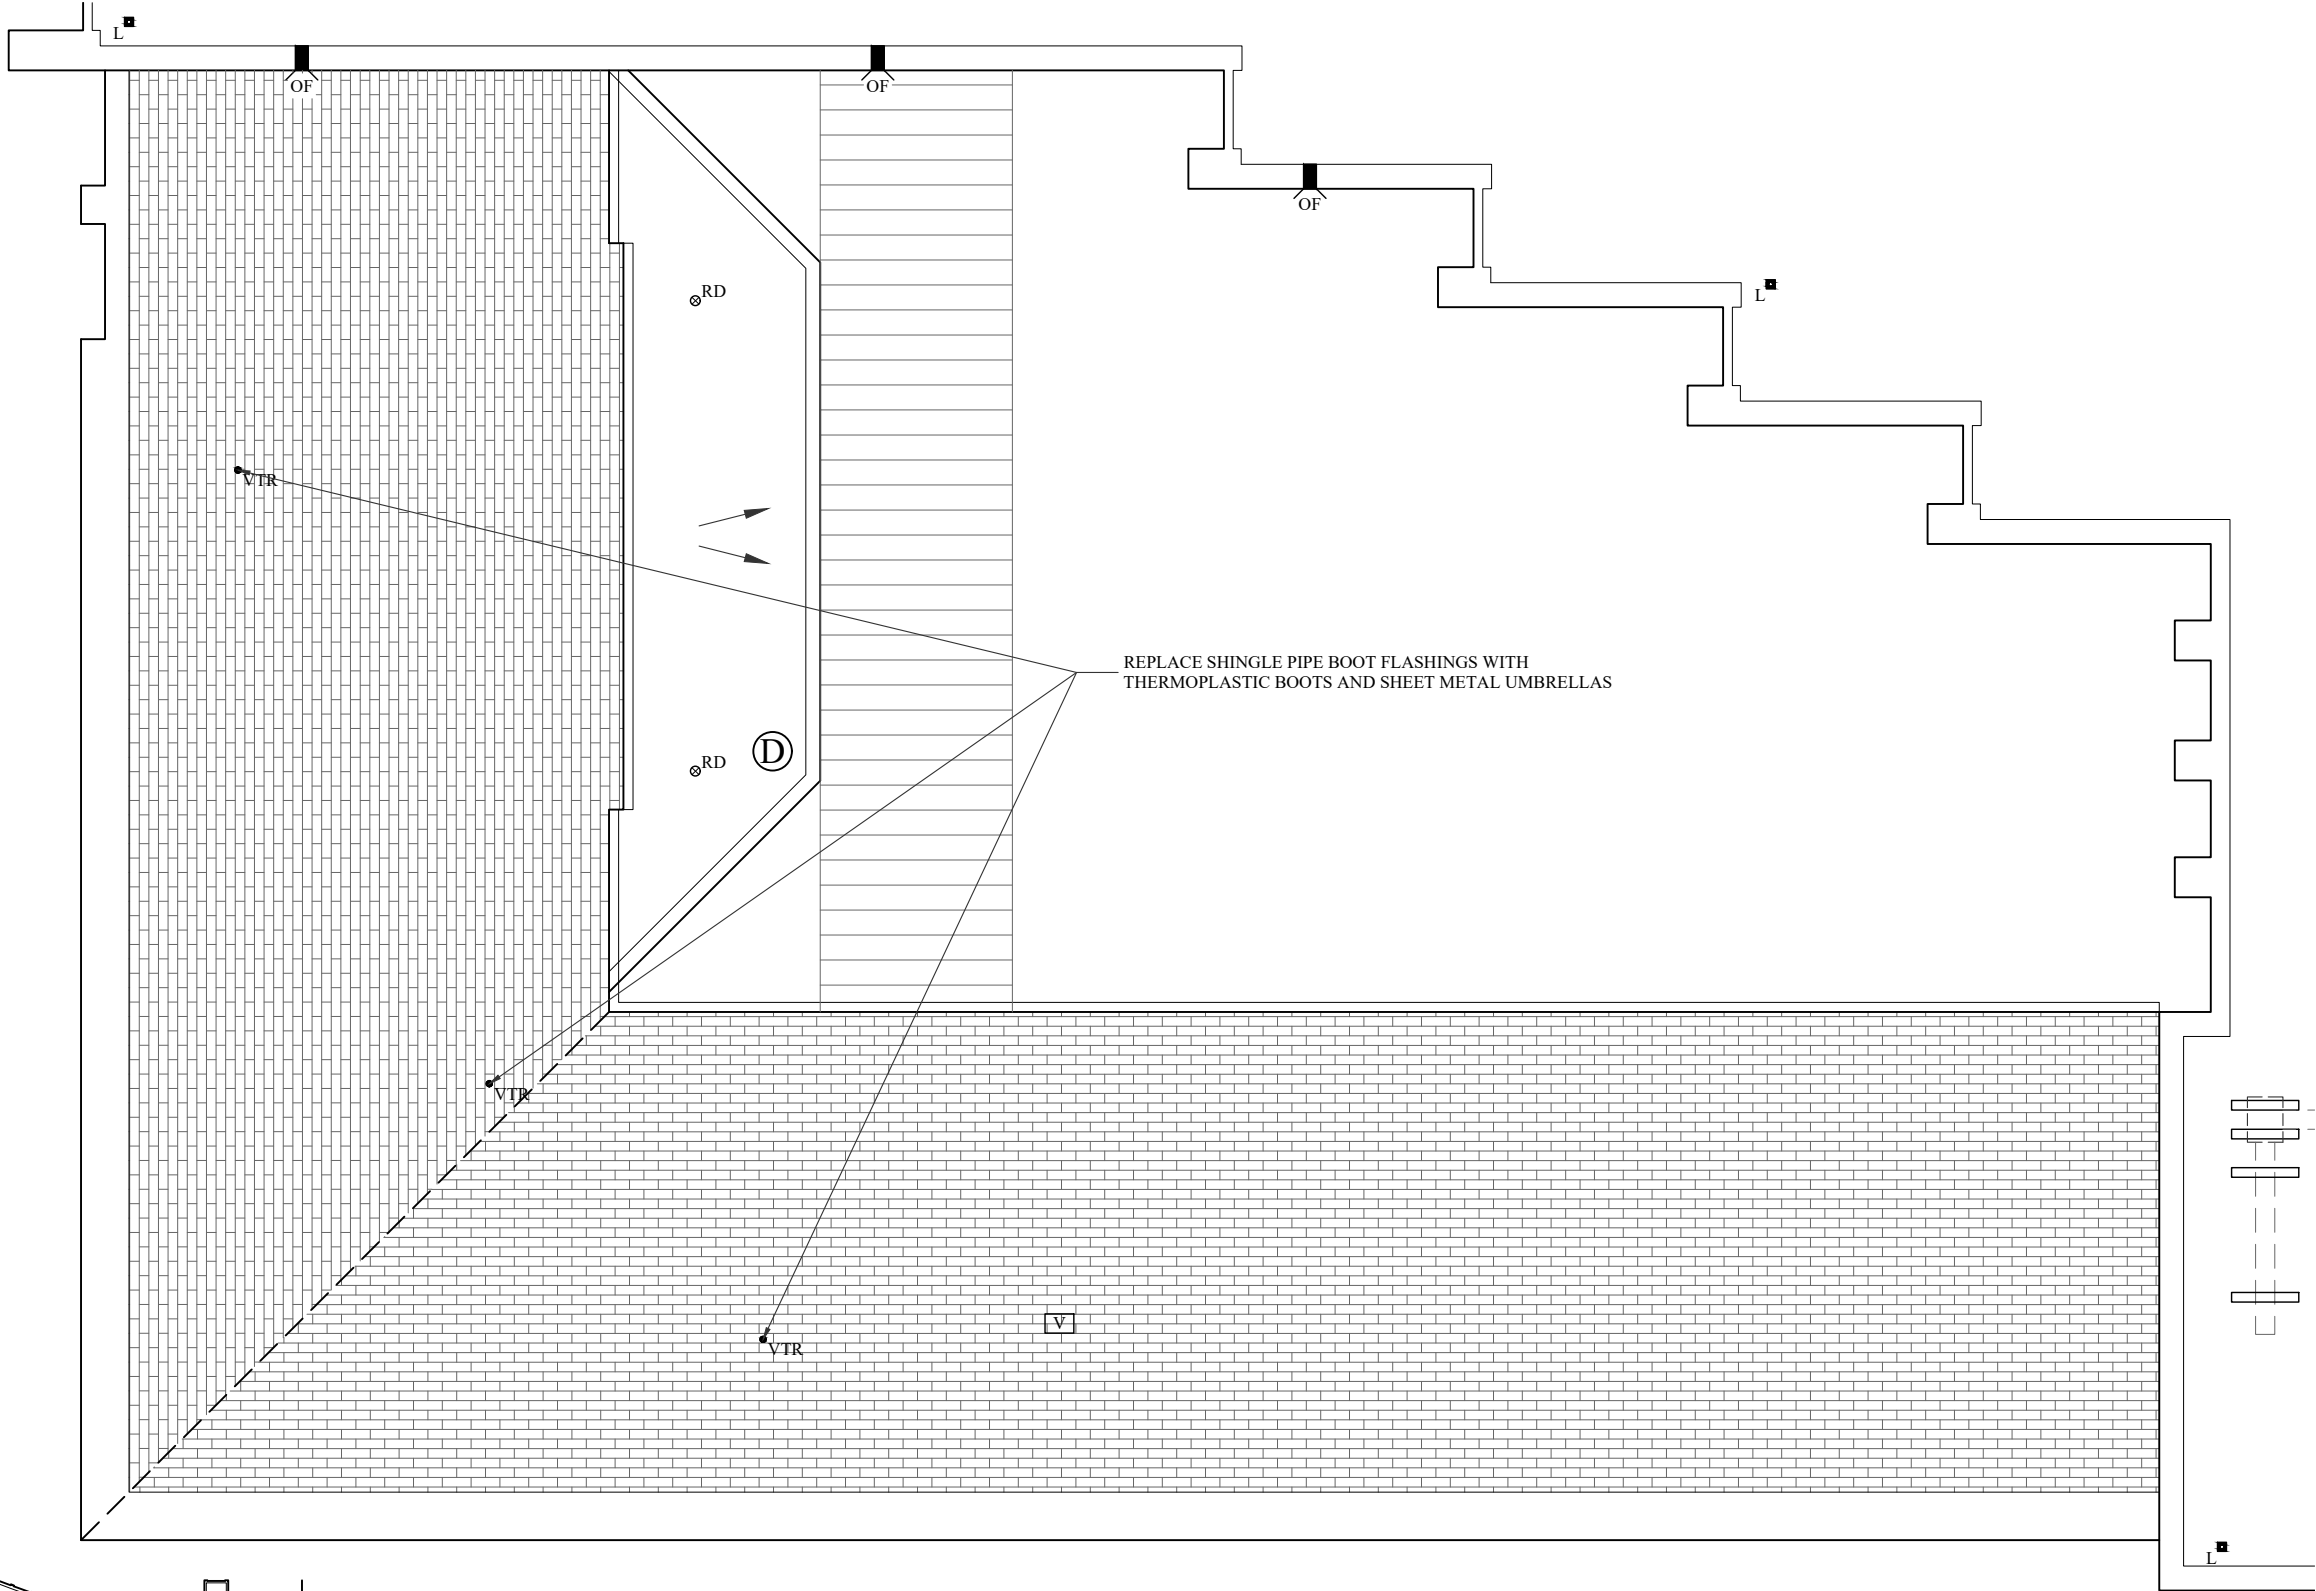 L
OF
OF
OF
RD
L
VTR
REPLACE SHINGLE PIPE BOOT FLASHINGS WITH
THERMOPLASTIC BOOTS AND SHEET METAL UMBRELLAS
RD
D
VTR
V
VTR
L